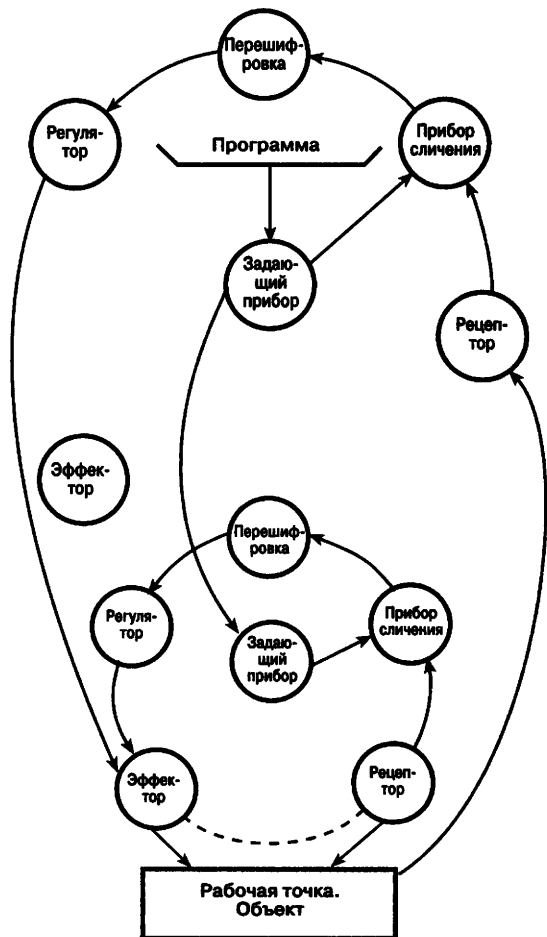 Перешиф-
ровка
Регуля-
тор
Программа
Прибор
сличения
Задаю-
щий
прибор
Рецеп-
тор
Эффек-
тор
Перешиф-
ровка
Регуля-
тор
Прибор
сличения
Задаю-
щий
прибор
Эффек-
тор
Рецеп-
тор
Рабочая точка.
Объект